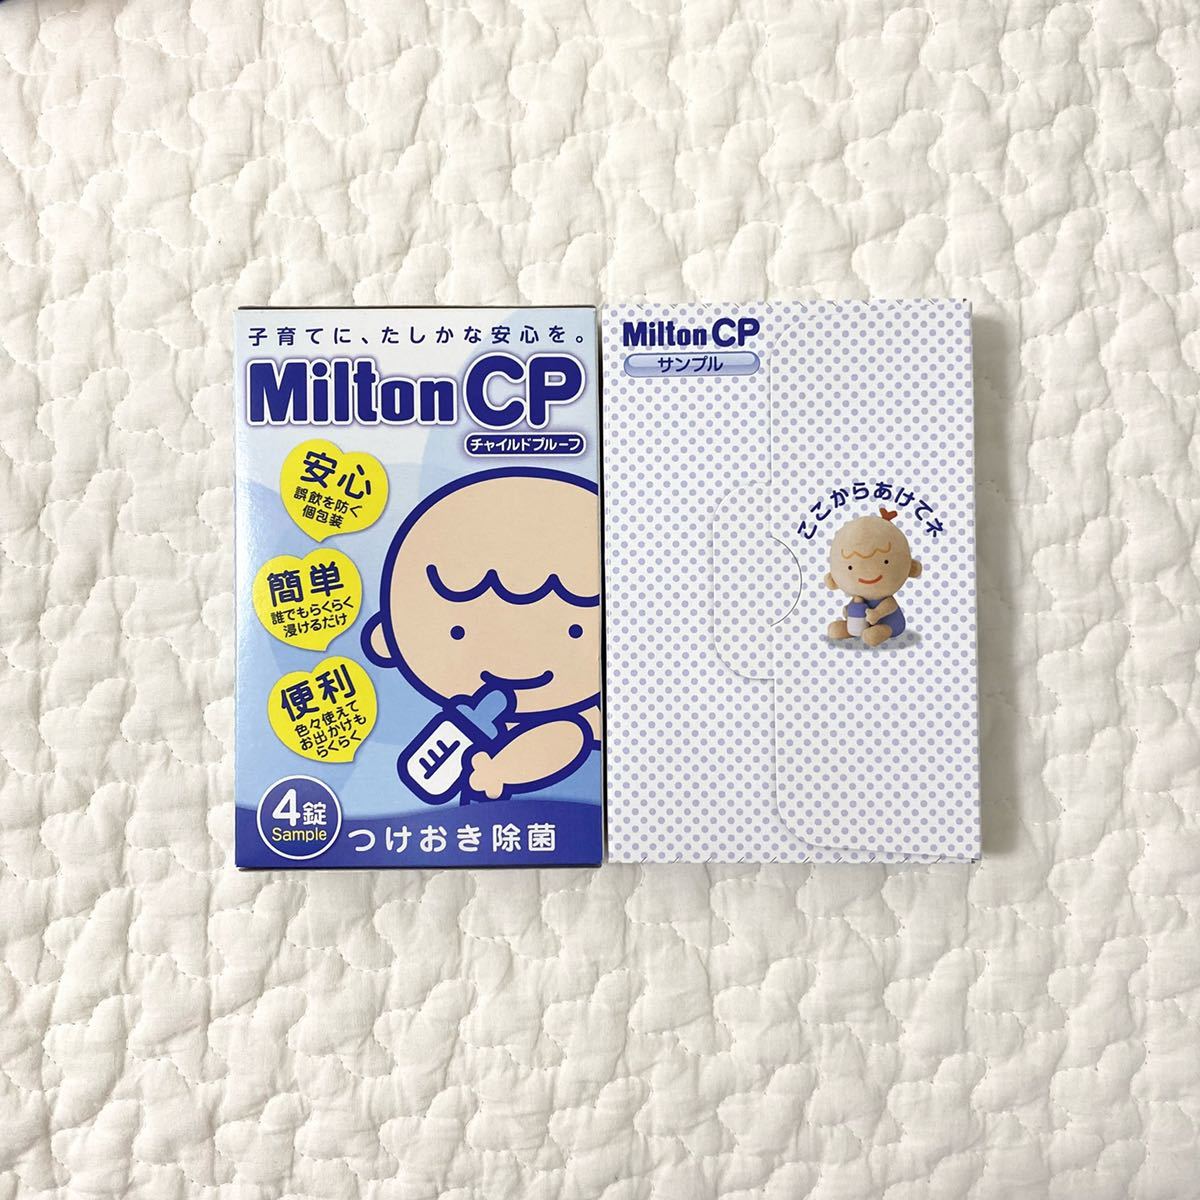 子育てに、たしかな安心を。
Milton CP
チャイルドプルーフ
安心
誤飲を防ぐ
個包装
簡単
誰でもらくらく
浸けるだけ
便利
色々使えて
お出かけも
らくらく
4錠
Sample
つけおき除菌
Milton CP
サンプル
ここからあけてネ